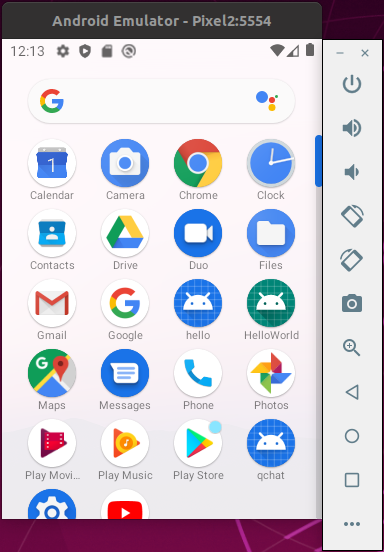 Android Emulator - Pixel2:5554
12:13
Calendar
Camera
Chrome
Clock
Contacts
Drive
Duo
Files
Gmail
Google
hello
HelloWorld
Maps
Messages
Phone
Photos
Play Movi...
Play Music
Play Store
qchat